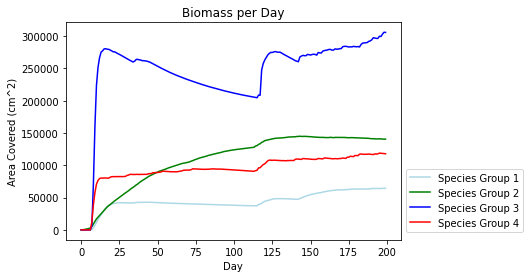 Biomass per Day
Area Covered (cm^2)
300000
250000
200000
150000
100000
50000
0
0 25 50 75 100 125 150 175 200
Day
Species Group 1
Species Group 2
Species Group 3
Species Group 4